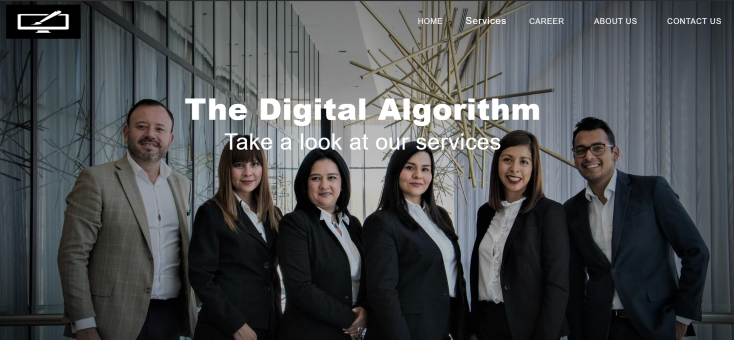 HOME Services CAREER ABOUT US CONTACT US
The Digital Algorithm
Take a look at our services